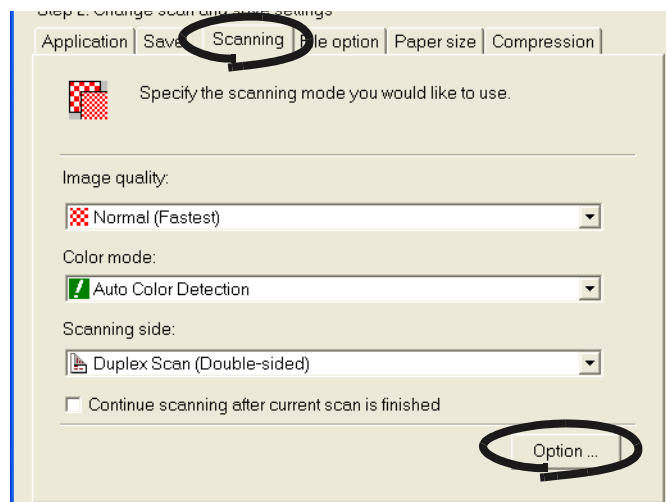 Step 2. Change scan and save settings
Application Save Scanning File option Paper size Compression
Specify the scanning mode you would like to use.
Image quality:
Normal (Fastest)
Color mode:
Auto Color Detection
Scanning side:
Duplex Scan (Double-sided)
Continue scanning after current scan is finished
Option ...